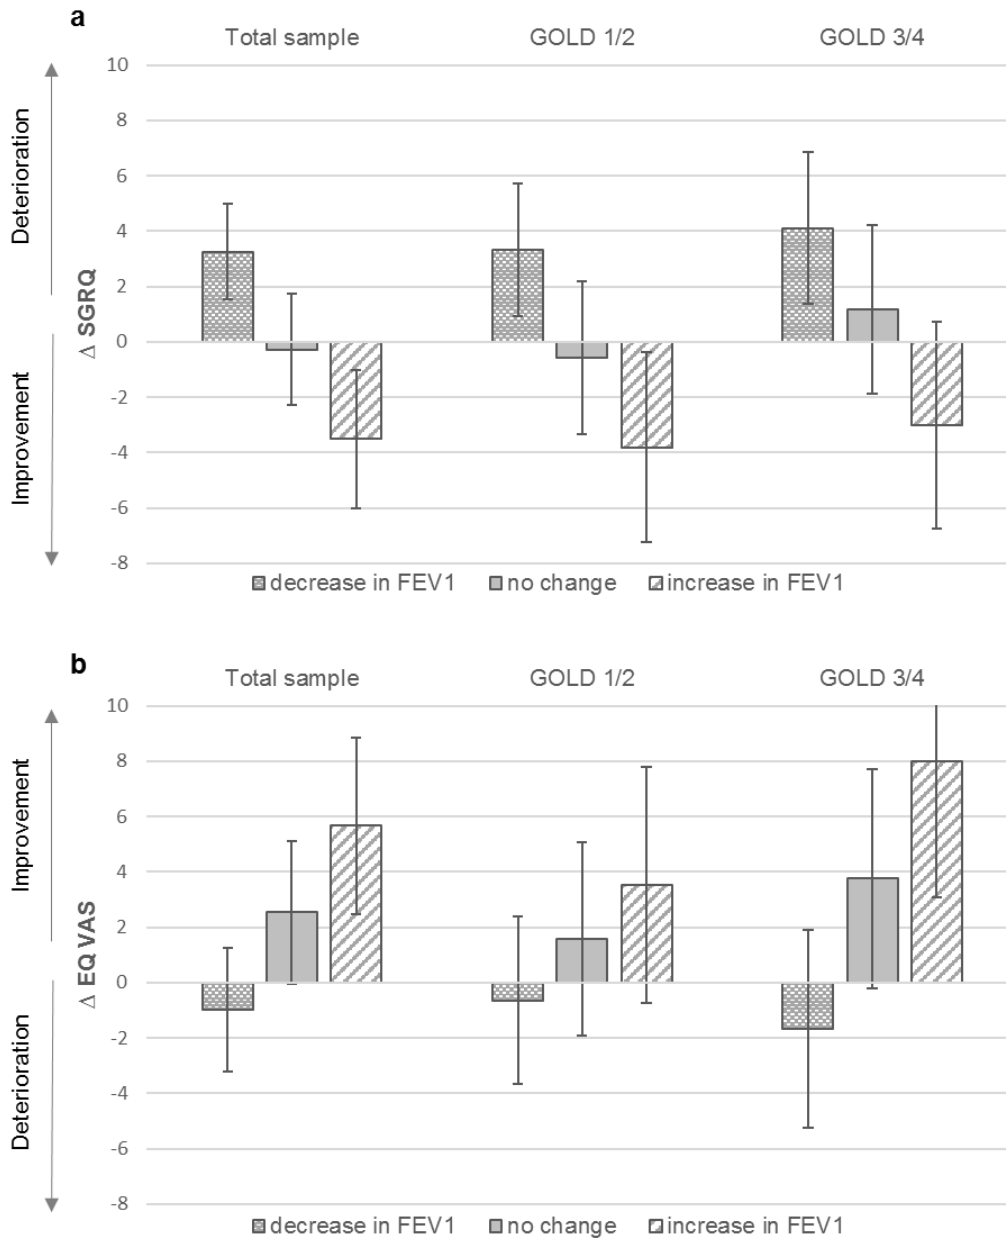 a
Total sample GOLD 1/2 GOLD 3/4
10
8
6
4
2
0
-2
-4
-6
-8
Deterioration
Improvement
Δ SGRQ
decrease in FEV1 no change increase in FEV1
b
Total sample GOLD 1/2 GOLD 3/4
10
8
6
4
2
0
-2
-4
-6
-8
Improvement
Deterioration
Δ EQ VAS
decrease in FEV1 no change increase in FEV1